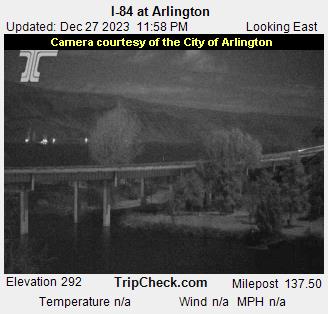 I-84 at Arlington
Updated: Dec 27 2023 11:58 PM Looking East
Camera courtesy of the City of Arlington
Elevation 292 TripCheck.com Milepost 137.50
Temperature n/a Wind n/a MPH n/a